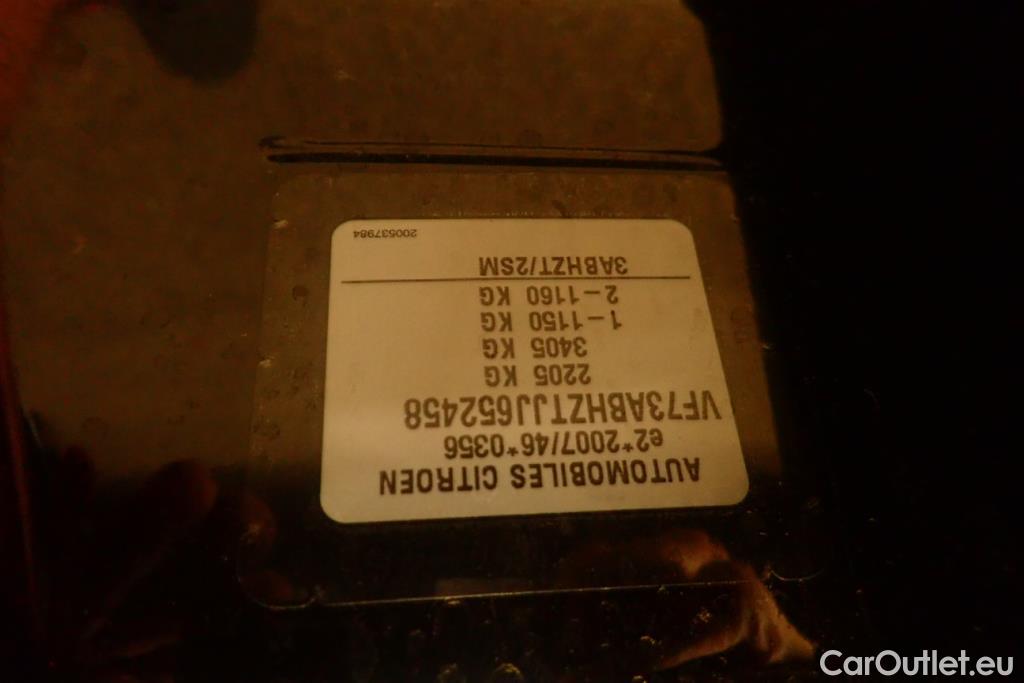 AUTOMOBILES CITROEN
e2*2007/46*0356
VF73ABHZTJJ652458
2205 KG
3405 KG
1-1150 KG
2-1160 KG
3ABHZT/2SM
200537984
CarOutlet.eu